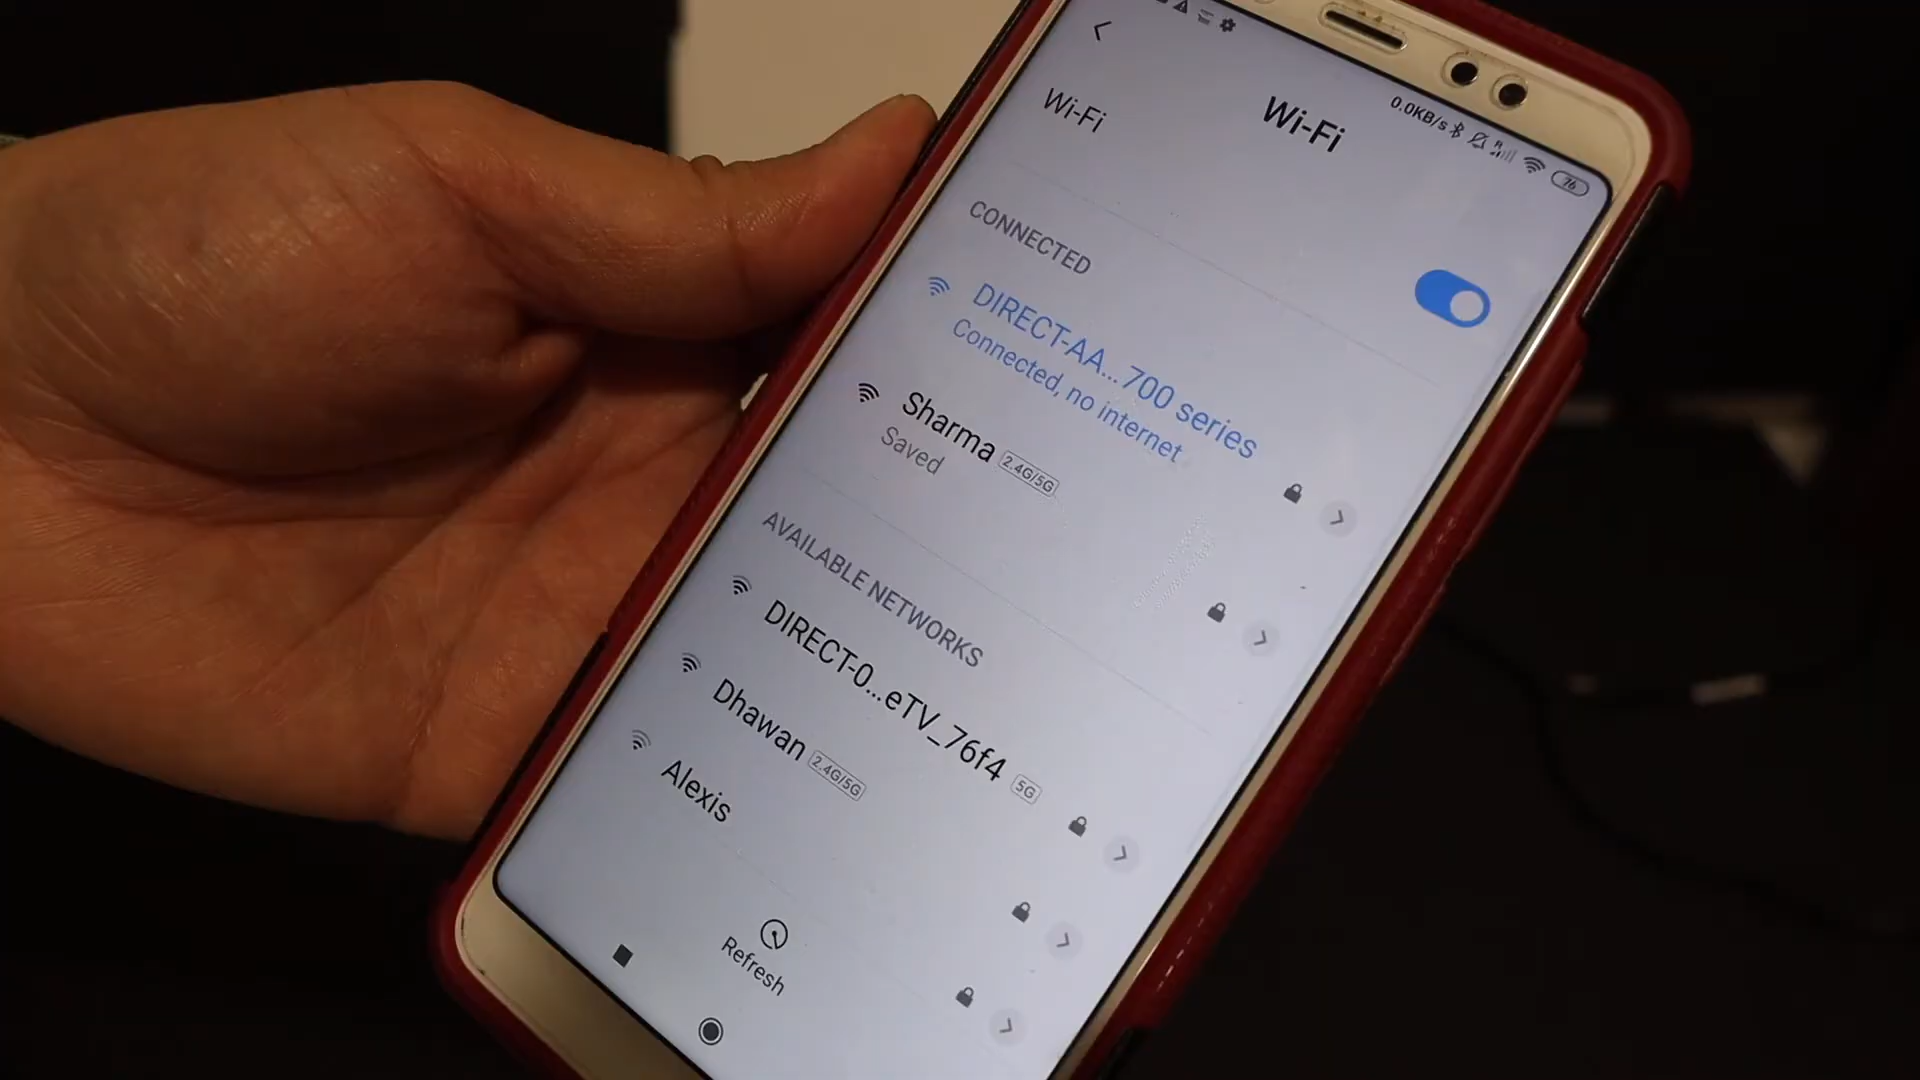 0.0KB/s 76
Wi-Fi
Wi-Fi
CONNECTED
DIRECT-AA...700 series
Connected, no internet
Sharma 2.4G/5G
Saved
AVAILABLE NETWORKS
DIRECT-0...eTV_76f4 5G
Dhawan 2.4G/5G
Alexis
Refresh